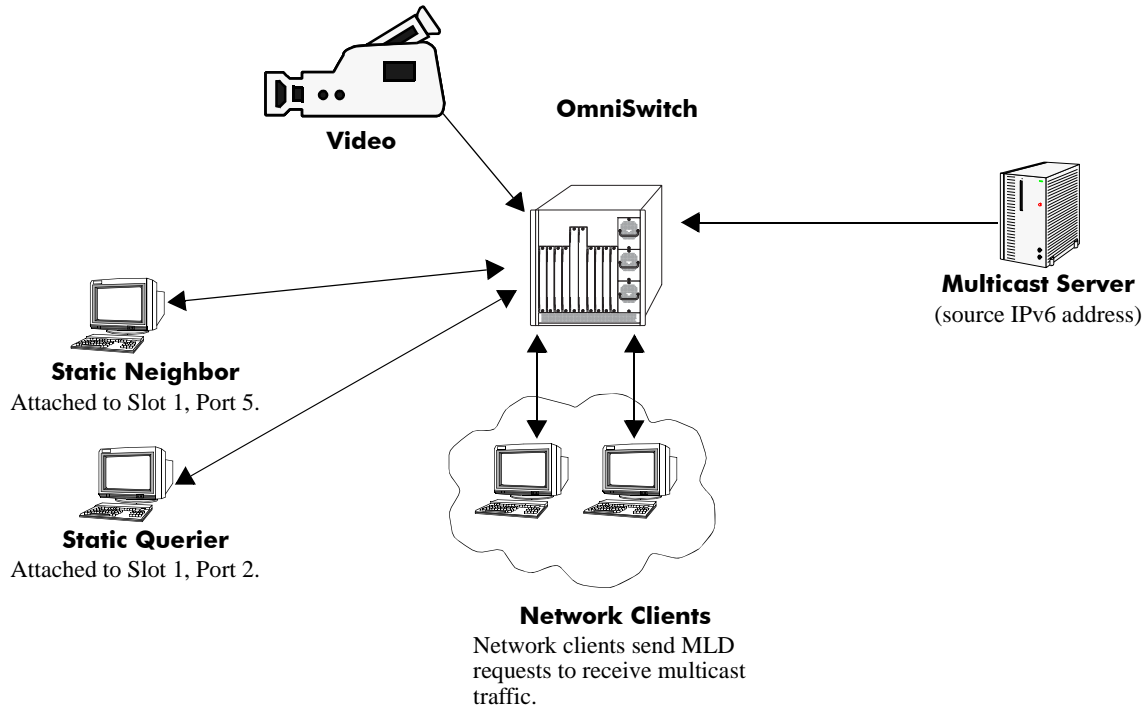 OmniSwitch
Video
Multicast Server
(source IPv6 address)
Static Neighbor
Attached to Slot 1, Port 5.
Static Querier
Attached to Slot 1, Port 2.
Network Clients
Network clients send MLD
requests to receive multicast
traffic.